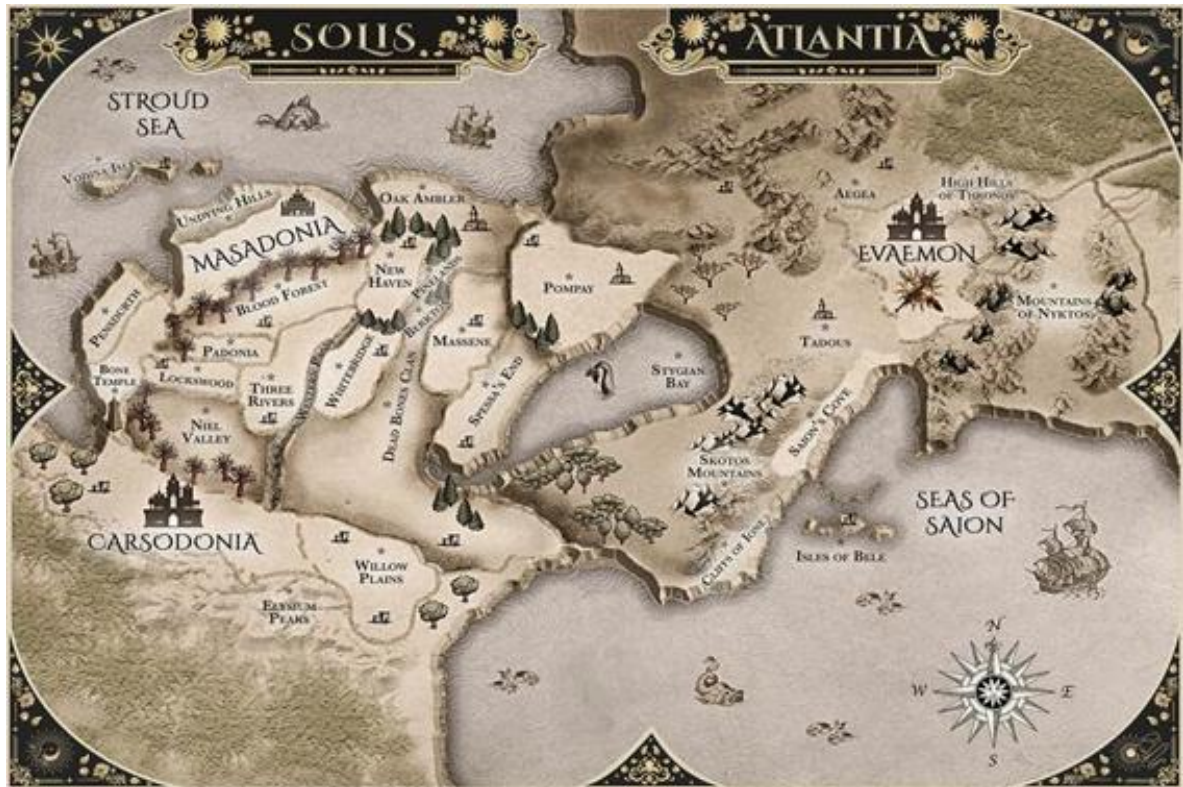 SOLIS
ATLANTIA
STROUD
SEA
VODINA ISLES
UNDYING HILLS
MASADONIA
OAK AMBLER
NEW
HAVEN
PINELANDS
BLOOD FOREST
PENSDURTH
PADONIA
BONE
TEMPLE
LOCKSWOOD
THREE
RIVERS
WESTERN PASS
WHITEBRIDGE
BERKTON
MASSENE
POMPAY
SPESSA'S END
DEAD BONES CLAN
NIEL
VALLEY
CARSODONIA
WILLOW
PLAINS
ELYSIUM
PEAKS
STYGIAN
BAY
AEGEA
HIGH HILLS
OF THRONOS
EVAEMON
MOUNTAINS
OF NYKTOS
TADOUS
SAION'S COVE
SKOTOS
MOUNTAINS
CLIFFS OF IONE
ISLES OF BELE
SEAS OF
SAION
N
W
E
S